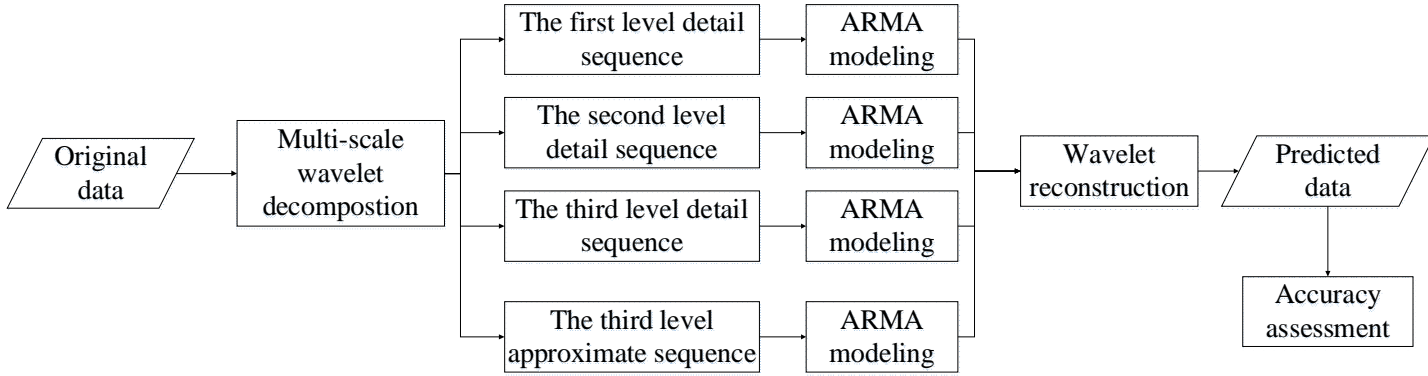 Original
data
Multi-scale
wavelet
decompostion
The first level detail
sequence
ARMA
modeling
The second level
detail sequence
ARMA
modeling
The third level detail
sequence
ARMA
modeling
The third level
approximate sequence
ARMA
modeling
Wavelet
reconstruction
Predicted
data
Accuracy
assessment